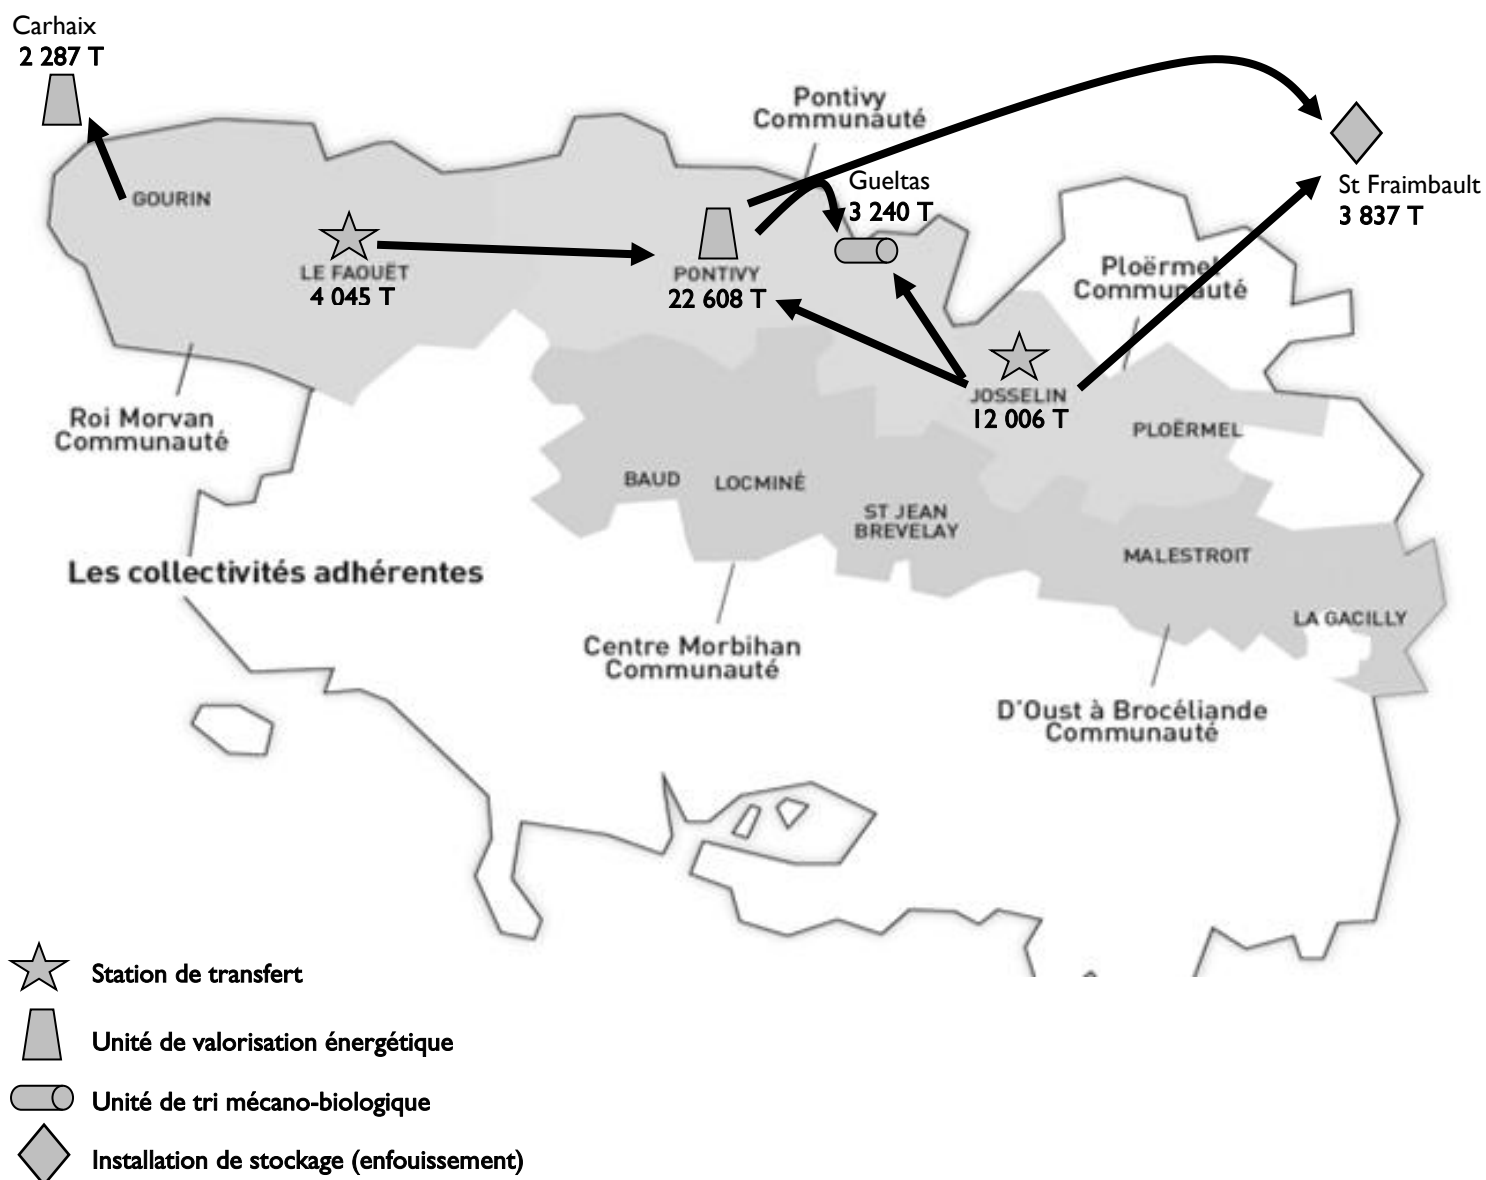 Carhaix
2 287 T
Pontivy
Communauté
Gueltas
3 240 T
St Fraimbault
3 837 T
GOURIN
LE FAOUËT
4 045 T
PONTIVY
22 608 T
Ploërmel
Communauté
JOSSELIN
12 006 T
Roi Morvan
Communauté
PLOËRMEL
BAUD
LOCMINÉ
ST JEAN
BREVELAY
MALESTROIT
Les collectivités adhérentes
LA GACILLY
Centre Morbihan
Communauté
D'Oust à Brocéliande
Communauté
Station de transfert
Unité de valorisation énergétique
Unité de tri mécano-biologique
Installation de stockage (enfouissement)